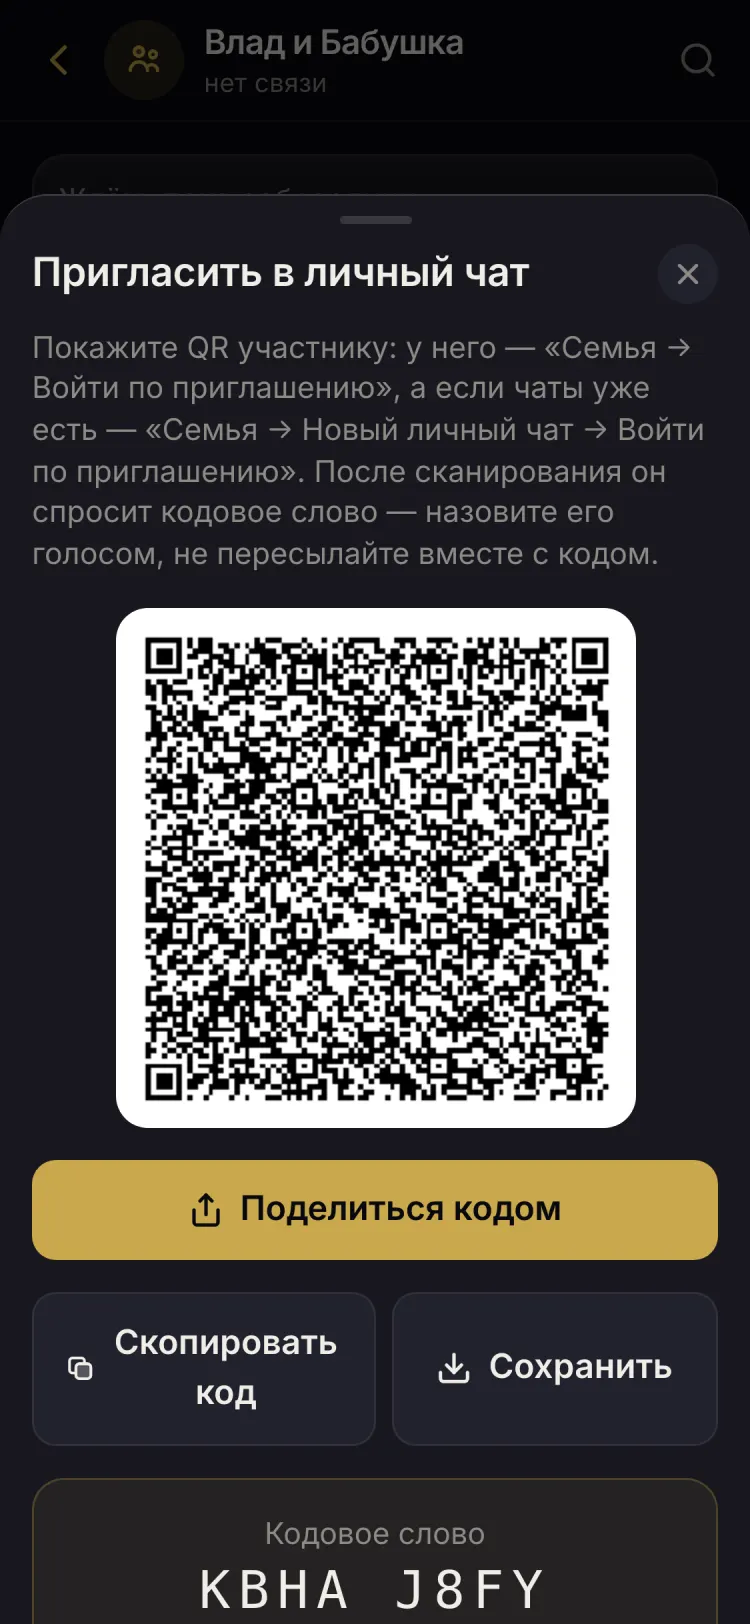 Влад и Бабушка
нет связи
Пригласить в личный чат
Покажите QR участнику: у него — «Семья →
Войти по приглашению», а если чаты уже
есть — «Семья → Новый личный чат → Войти
по приглашению». После сканирования он
спросит кодовое слово — назовите его
голосом, не пересылайте вместе с кодом.
Поделиться кодом
Скопировать
код
Сохранить
Кодовое слово
KBHA J8FY